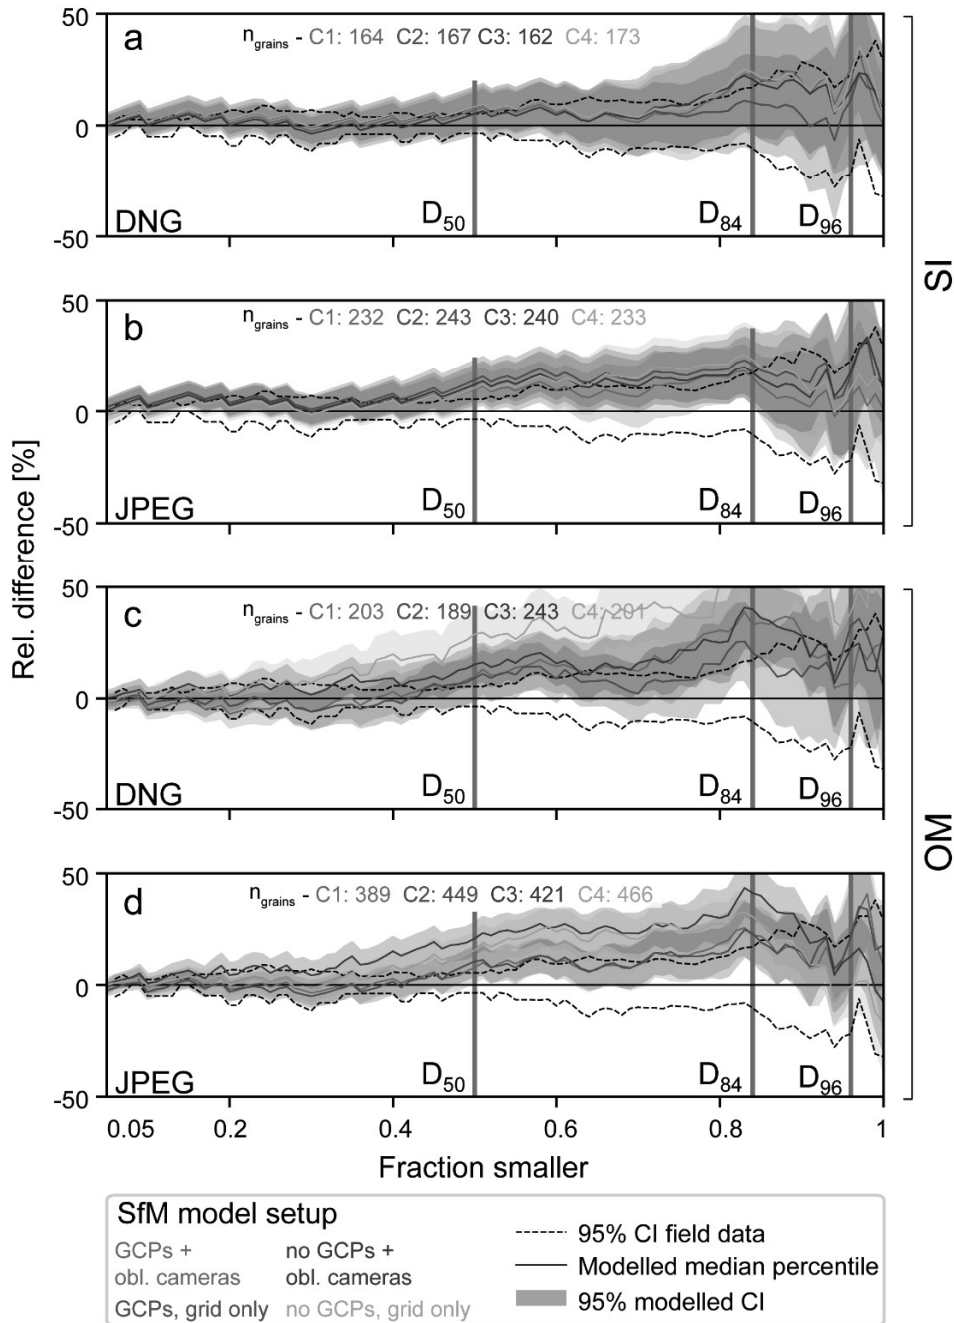 50
a
n grains - C1: 164 C2: 167 C3: 162 C4: 173
0
DNG
D50
D84
D96
-50
SI
50
b
n grains - C1: 232 C2: 243 C3: 240 C4: 233
0
JPEG
D50
D84
D96
-50
Rel. difference [%]
50
c
n grains - C1: 203 C2: 189 C3: 243 C4: 201
0
DNG
D50
D84
D96
-50
OM
50
d
n grains - C1: 389 C2: 449 C3: 421 C4: 466
0
JPEG
D50
D84
D96
-50
0.05 0.2 0.4 0.6 0.8 1
Fraction smaller
SfM model setup
GCPs +
obl. cameras
no GCPs +
obl. cameras
GCPs, grid only
no GCPs, grid only
95% CI field data
Modelled median percentile
95% modelled CI